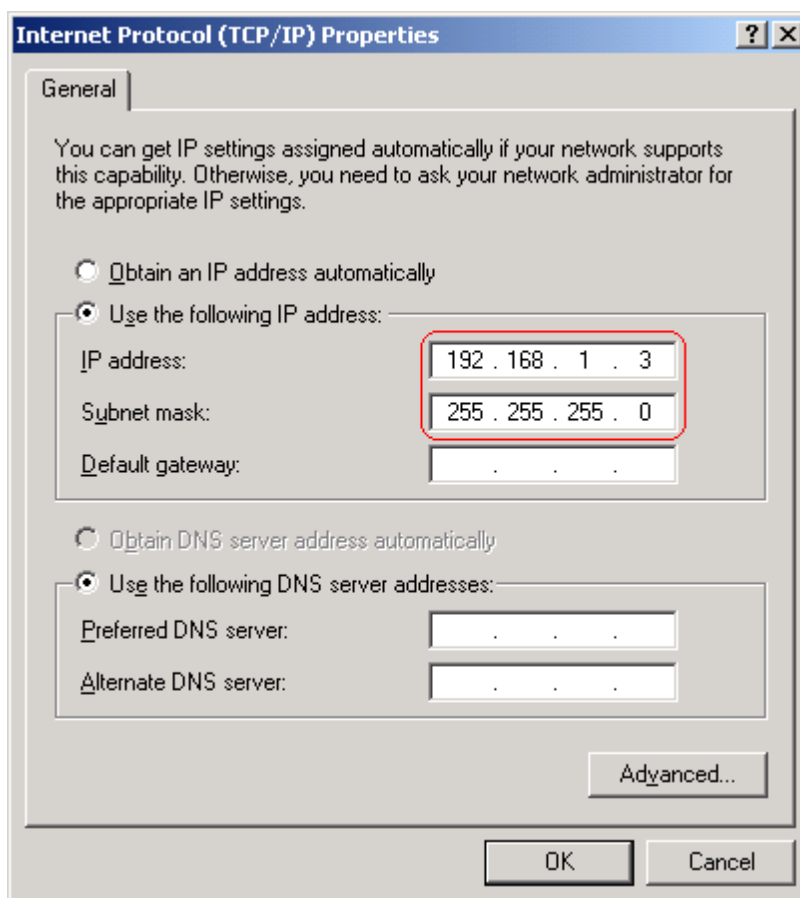 Internet Protocol (TCP/IP) Properties
General
You can get IP settings assigned automatically if your network supports
this capability. Otherwise, you need to ask your network administrator for
the appropriate IP settings.
Obtain an IP address automatically
Use the following IP address:
IP address: 192 . 168 . 1 . 3
Subnet mask: 255 . 255 . 255 . 0
Default gateway: . . .
Obtain DNS server address automatically
Use the following DNS server addresses:
Preferred DNS server: . . .
Alternate DNS server: . . .
Advanced...
OK Cancel